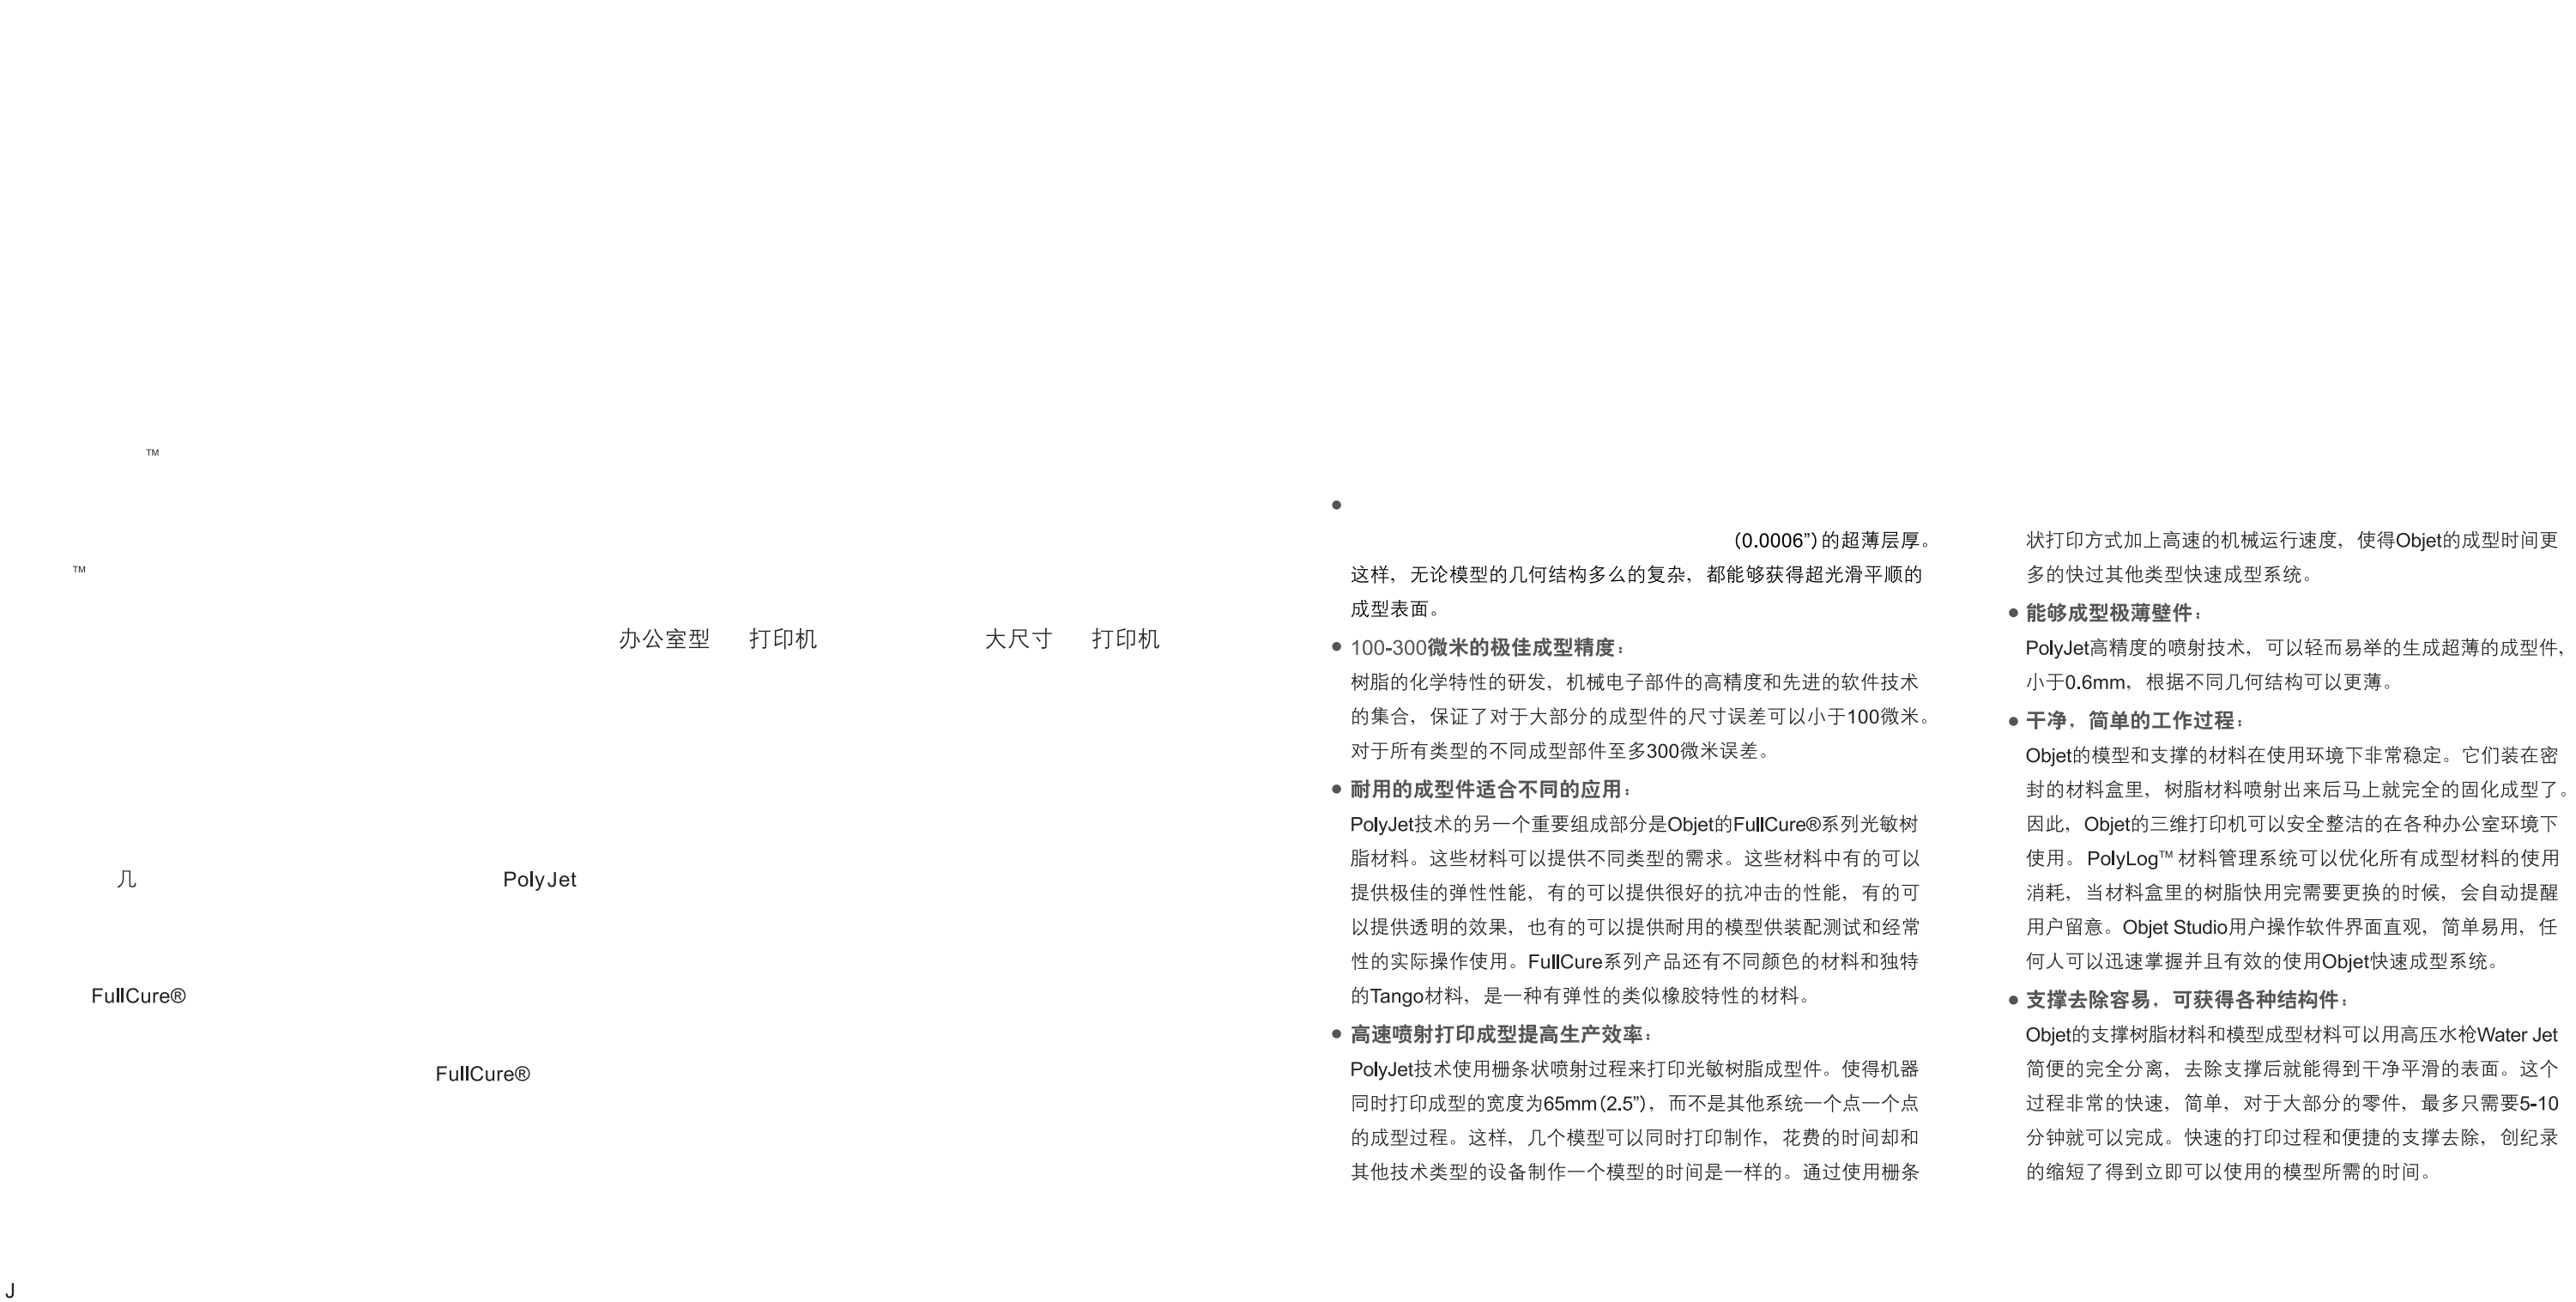 TM
TM
办公室型 打印机 大尺寸 打印机
几 PolyJet
FullCure®
FullCure®
J
●
(0.0006”)的超薄层厚。
这样，无论模型的几何结构多么的复杂，都能够获得超光滑平顺的
成型表面。
● 100-300微米的极佳成型精度：
树脂的化学特性的研发，机械电子部件的高精度和先进的软件技术
的集合，保证了对于大部分的成型件的尺寸误差可以小于100微米。
对于所有类型的不同成型部件至多300微米误差。
● 耐用的成型件适合不同的应用：
PolyJet技术的另一个重要组成部分是Objet的FullCure®系列光敏树
脂材料。这些材料可以提供不同类型的需求。这些材料中有的可以
提供极佳的弹性性能，有的可以提供很好的抗冲击的性能，有的可
以提供透明的效果，也有的可以提供耐用的模型供装配测试和经常
性的实际操作使用。FullCure系列产品还有不同颜色的材料和独特
的Tango材料，是一种有弹性的类似橡胶特性的材料。
● 高速喷射打印成型提高生产效率：
PolyJet技术使用栅条状喷射过程来打印光敏树脂成型件。使得机器
同时打印成型的宽度为65mm(2.5”)，而不是其他系统一个点一个点
的成型过程。这样，几个模型可以同时打印制作，花费的时间却和
其他技术类型的设备制作一个模型的时间是一样的。通过使用栅条
状打印方式加上高速的机械运行速度，使得Objet的成型时间更
多的快过其他类型快速成型系统。
● 能够成型极薄壁件：
PolyJet高精度的喷射技术，可以轻而易举的生成超薄的成型件，
小于0.6mm，根据不同几何结构可以更薄。
● 干净，简单的工作过程：
Objet的模型和支撑的材料在使用环境下非常稳定。它们装在密
封的材料盒里，树脂材料喷射出来后马上就完全的固化成型了。
因此，Objet的三维打印机可以安全整洁的在各种办公室环境下
使用。PolyLog™ 材料管理系统可以优化所有成型材料的使用
消耗，当材料盒里的树脂快用完需要更换的时候，会自动提醒
用户留意。Objet Studio用户操作软件界面直观，简单易用，任
何人可以迅速掌握并且有效的使用Objet快速成型系统。
● 支撑去除容易，可获得各种结构件：
Objet的支撑树脂材料和模型成型材料可以用高压水枪Water Jet
简便的完全分离，去除支撑后就能得到干净平滑的表面。这个
过程非常的快速，简单，对于大部分的零件，最多只需要5-10
分钟就可以完成。快速的打印过程和便捷的支撑去除，创纪录
的缩短了得到立即可以使用的模型所需的时间。